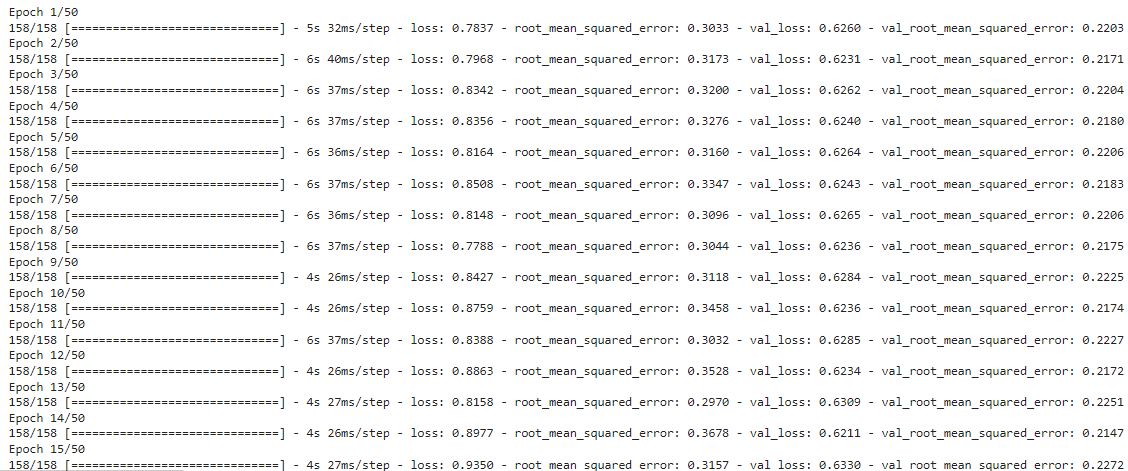 Epoch 1/50
158/158 [==============================] - 5s 32ms/step - loss: 0.7837 - root_mean_squared_error: 0.3033 - val_loss: 0.6260 - val_root_mean_squared_error: 0.2203
Epoch 2/50
158/158 [==============================] - 6s 40ms/step - loss: 0.7968 - root_mean_squared_error: 0.3173 - val_loss: 0.6231 - val_root_mean_squared_error: 0.2171
Epoch 3/50
158/158 [==============================] - 6s 37ms/step - loss: 0.8342 - root_mean_squared_error: 0.3200 - val_loss: 0.6262 - val_root_mean_squared_error: 0.2204
Epoch 4/50
158/158 [==============================] - 6s 37ms/step - loss: 0.8356 - root_mean_squared_error: 0.3276 - val_loss: 0.6240 - val_root_mean_squared_error: 0.2180
Epoch 5/50
158/158 [==============================] - 6s 36ms/step - loss: 0.8164 - root_mean_squared_error: 0.3160 - val_loss: 0.6264 - val_root_mean_squared_error: 0.2206
Epoch 6/50
158/158 [==============================] - 6s 37ms/step - loss: 0.8508 - root_mean_squared_error: 0.3347 - val_loss: 0.6243 - val_root_mean_squared_error: 0.2183
Epoch 7/50
158/158 [==============================] - 6s 36ms/step - loss: 0.8148 - root_mean_squared_error: 0.3096 - val_loss: 0.6265 - val_root_mean_squared_error: 0.2206
Epoch 8/50
158/158 [==============================] - 6s 37ms/step - loss: 0.7788 - root_mean_squared_error: 0.3044 - val_loss: 0.6236 - val_root_mean_squared_error: 0.2175
Epoch 9/50
158/158 [==============================] - 4s 26ms/step - loss: 0.8427 - root_mean_squared_error: 0.3118 - val_loss: 0.6284 - val_root_mean_squared_error: 0.2225
Epoch 10/50
158/158 [==============================] - 4s 26ms/step - loss: 0.8759 - root_mean_squared_error: 0.3458 - val_loss: 0.6236 - val_root_mean_squared_error: 0.2174
Epoch 11/50
158/158 [==============================] - 6s 37ms/step - loss: 0.8388 - root_mean_squared_error: 0.3032 - val_loss: 0.6285 - val_root_mean_squared_error: 0.2227
Epoch 12/50
158/158 [==============================] - 4s 26ms/step - loss: 0.8863 - root_mean_squared_error: 0.3528 - val_loss: 0.6234 - val_root_mean_squared_error: 0.2172
Epoch 13/50
158/158 [==============================] - 4s 27ms/step - loss: 0.8158 - root_mean_squared_error: 0.2970 - val_loss: 0.6309 - val_root_mean_squared_error: 0.2251
Epoch 14/50
158/158 [==============================] - 4s 26ms/step - loss: 0.8977 - root_mean_squared_error: 0.3678 - val_loss: 0.6211 - val_root_mean_squared_error: 0.2147
Epoch 15/50
158/158 [==============================] - 4s 27ms/step - loss: 0.9350 - root_mean_squared_error: 0.3157 - val_loss: 0.6330 - val_root_mean_squared_error: 0.2272